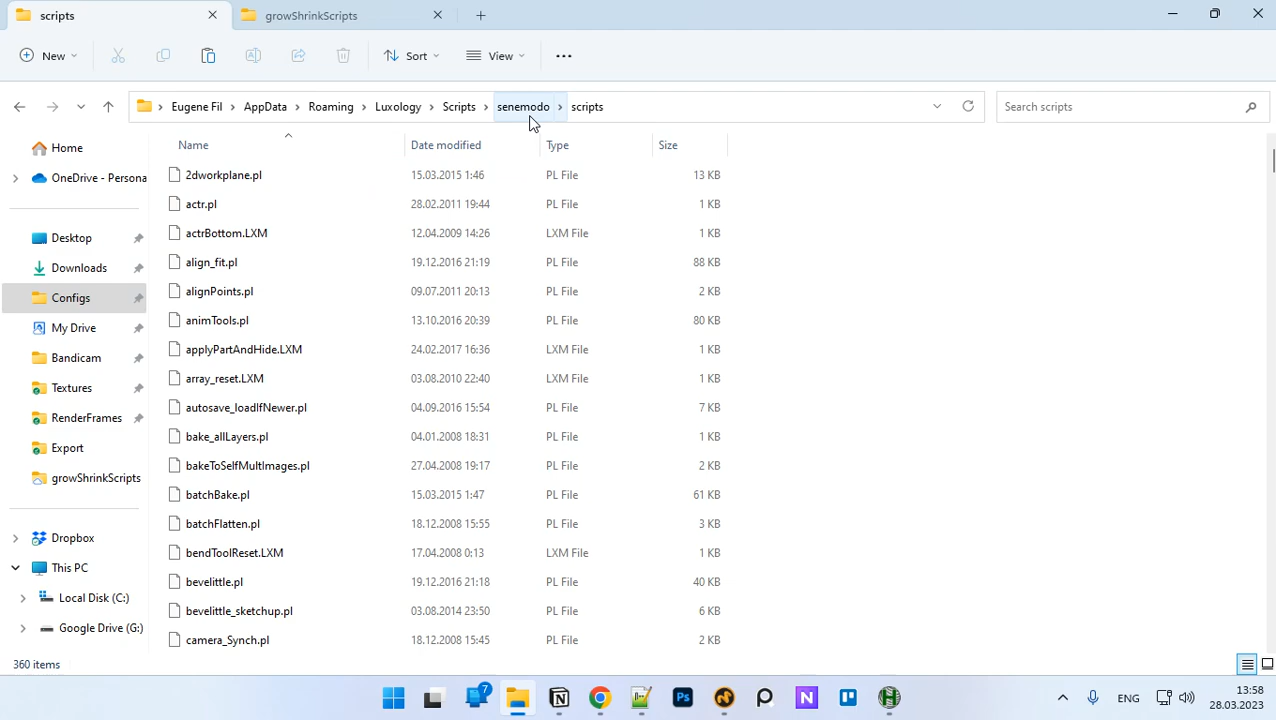 scripts
growShrinkScripts
New
Sort
View
Eugene Fil
AppData
Roaming
Luxology
Scripts
senemodo
scripts
Search scripts
Name Date modified Type Size
Home
OneDrive - Persona
Desktop
Downloads
Configs
My Drive
Bandicam
Textures
RenderFrames
Export
growShrinkScripts
Dropbox
This PC
Local Disk (C:)
Google Drive (G:)
2dworkplane.pl 15.03.2015 1:46 PL File 13 KB
actr.pl 28.02.2011 19:44 PL File 1 KB
actrBottom.LXM 12.04.2009 14:26 LXM File 1 KB
align_fit.pl 19.12.2016 21:19 PL File 88 KB
alignPoints.pl 09.07.2011 20:13 PL File 2 KB
animTools.pl 13.10.2016 20:39 PL File 80 KB
applyPartAndHide.LXM 24.02.2017 16:36 LXM File 1 KB
array_reset.LXM 03.08.2010 22:40 LXM File 1 KB
autosave_loadIfNewer.pl 04.09.2016 15:54 PL File 7 KB
bake_allLayers.pl 04.01.2008 18:31 PL File 1 KB
bakeToSelfMultImages.pl 27.04.2008 19:17 PL File 2 KB
batchBake.pl 15.03.2015 1:47 PL File 61 KB
batchFlatten.pl 18.12.2008 15:55 PL File 3 KB
bendToolReset.LXM 17.04.2008 0:13 LXM File 1 KB
bevelittle.pl 19.12.2016 21:18 PL File 40 KB
bevelittle_sketchup.pl 03.08.2014 23:50 PL File 6 KB
camera_Synch.pl 18.12.2008 15:45 PL File 2 KB
360 items
7
Ps
N
ENG
13:58
28.03.2023